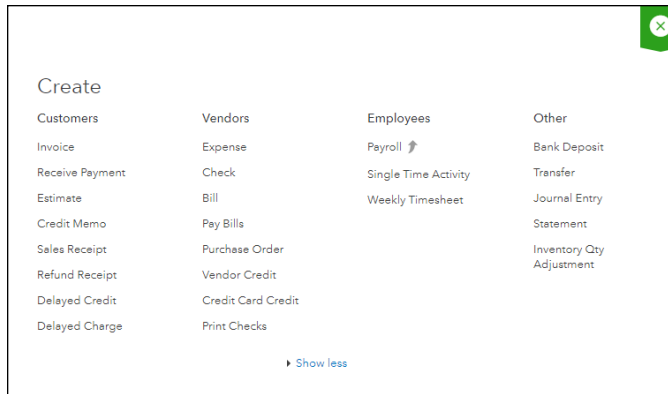 Create
Customers
Invoice
Receive Payment
Estimate
Credit Memo
Sales Receipt
Refund Receipt
Delayed Credit
Delayed Charge
Vendors
Expense
Check
Bill
Pay Bills
Purchase Order
Vendor Credit
Credit Card Credit
Print Checks
Employees
Payroll
Single Time Activity
Weekly Timesheet
Other
Bank Deposit
Transfer
Journal Entry
Statement
Inventory Qty
Adjustment
Show less